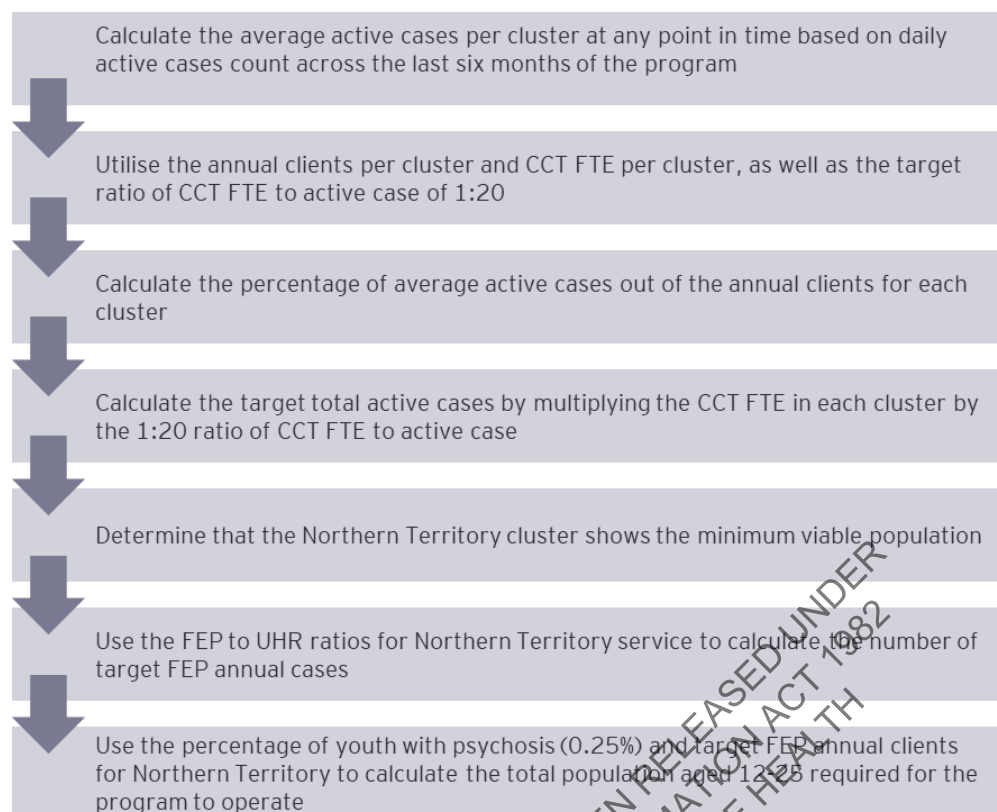 Calculate the average active cases per cluster at any point in time based on daily
active cases count across the last six months of the program
Utilise the annual clients per cluster and CCT FTE per cluster, as well as the target
ratio of CCT FTE to active case of 1:20
Calculate the percentage of average active cases out of the annual clients for each
cluster
Calculate the target total active cases by multiplying the CCT FTE in each cluster by
the 1:20 ratio of CCT FTE to active case
Determine that the Northern Territory cluster shows the minimum viable population
Use the FEP to UHR ratios for Northern Territory service to calculate the number of
target FEP annual cases
Use the percentage of youth with psychosis (0.25%) and target FEP annual clients
for Northern Territory to calculate the total population aged 12-25 required for the
program to operate
EN RELEASED UNDER
MATION ACT 1982
E HEALTH